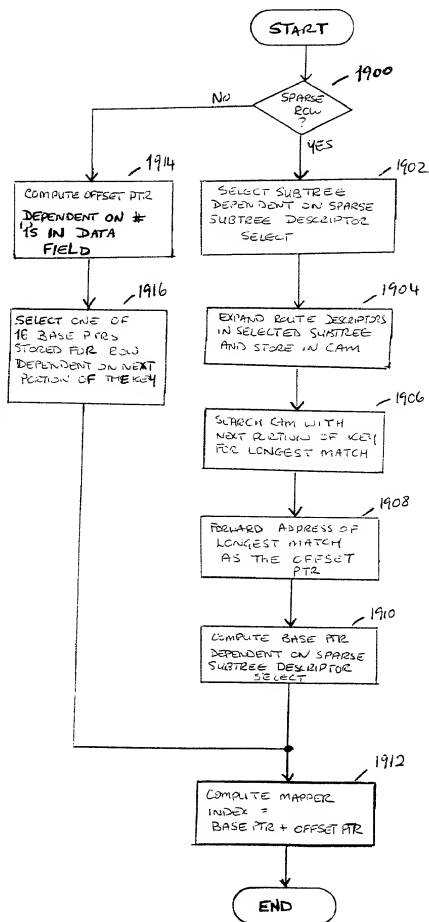 START
1900
SPARSE
ROW
?
NO
YES
1914
COMPUTE OFFSET PTR
DEPENDENT ON #
1'S IN DATA
FIELD
1902
SELECT SUBTREE
DEPENDENT ON SPARSE
SUBTREE DESCRIPTOR
SELECT
1916
SELECT ONE OF
16 BASE PTRS
STORED FOR ROW
DEPENDENT ON NEXT
PORTION OF THE KEY
1904
EXPAND ROUTE DESCRIPTORS
IN SELECTED SUBTREE
AND STORE IN CAM
1906
SEARCH CAM WITH
NEXT PORTION OF KEY
FOR LONGEST MATCH
1908
FORWARD ADDRESS OF
LONGEST MATCH
AS THE OFFSET
PTR
1910
COMPUTE BASE PTR
DEPENDENT ON SPARSE
SUBTREE DESCRIPTOR
SELECT
1912
COMPUTE MAPPER
INDEX =
BASE PTR + OFFSET PTR
END